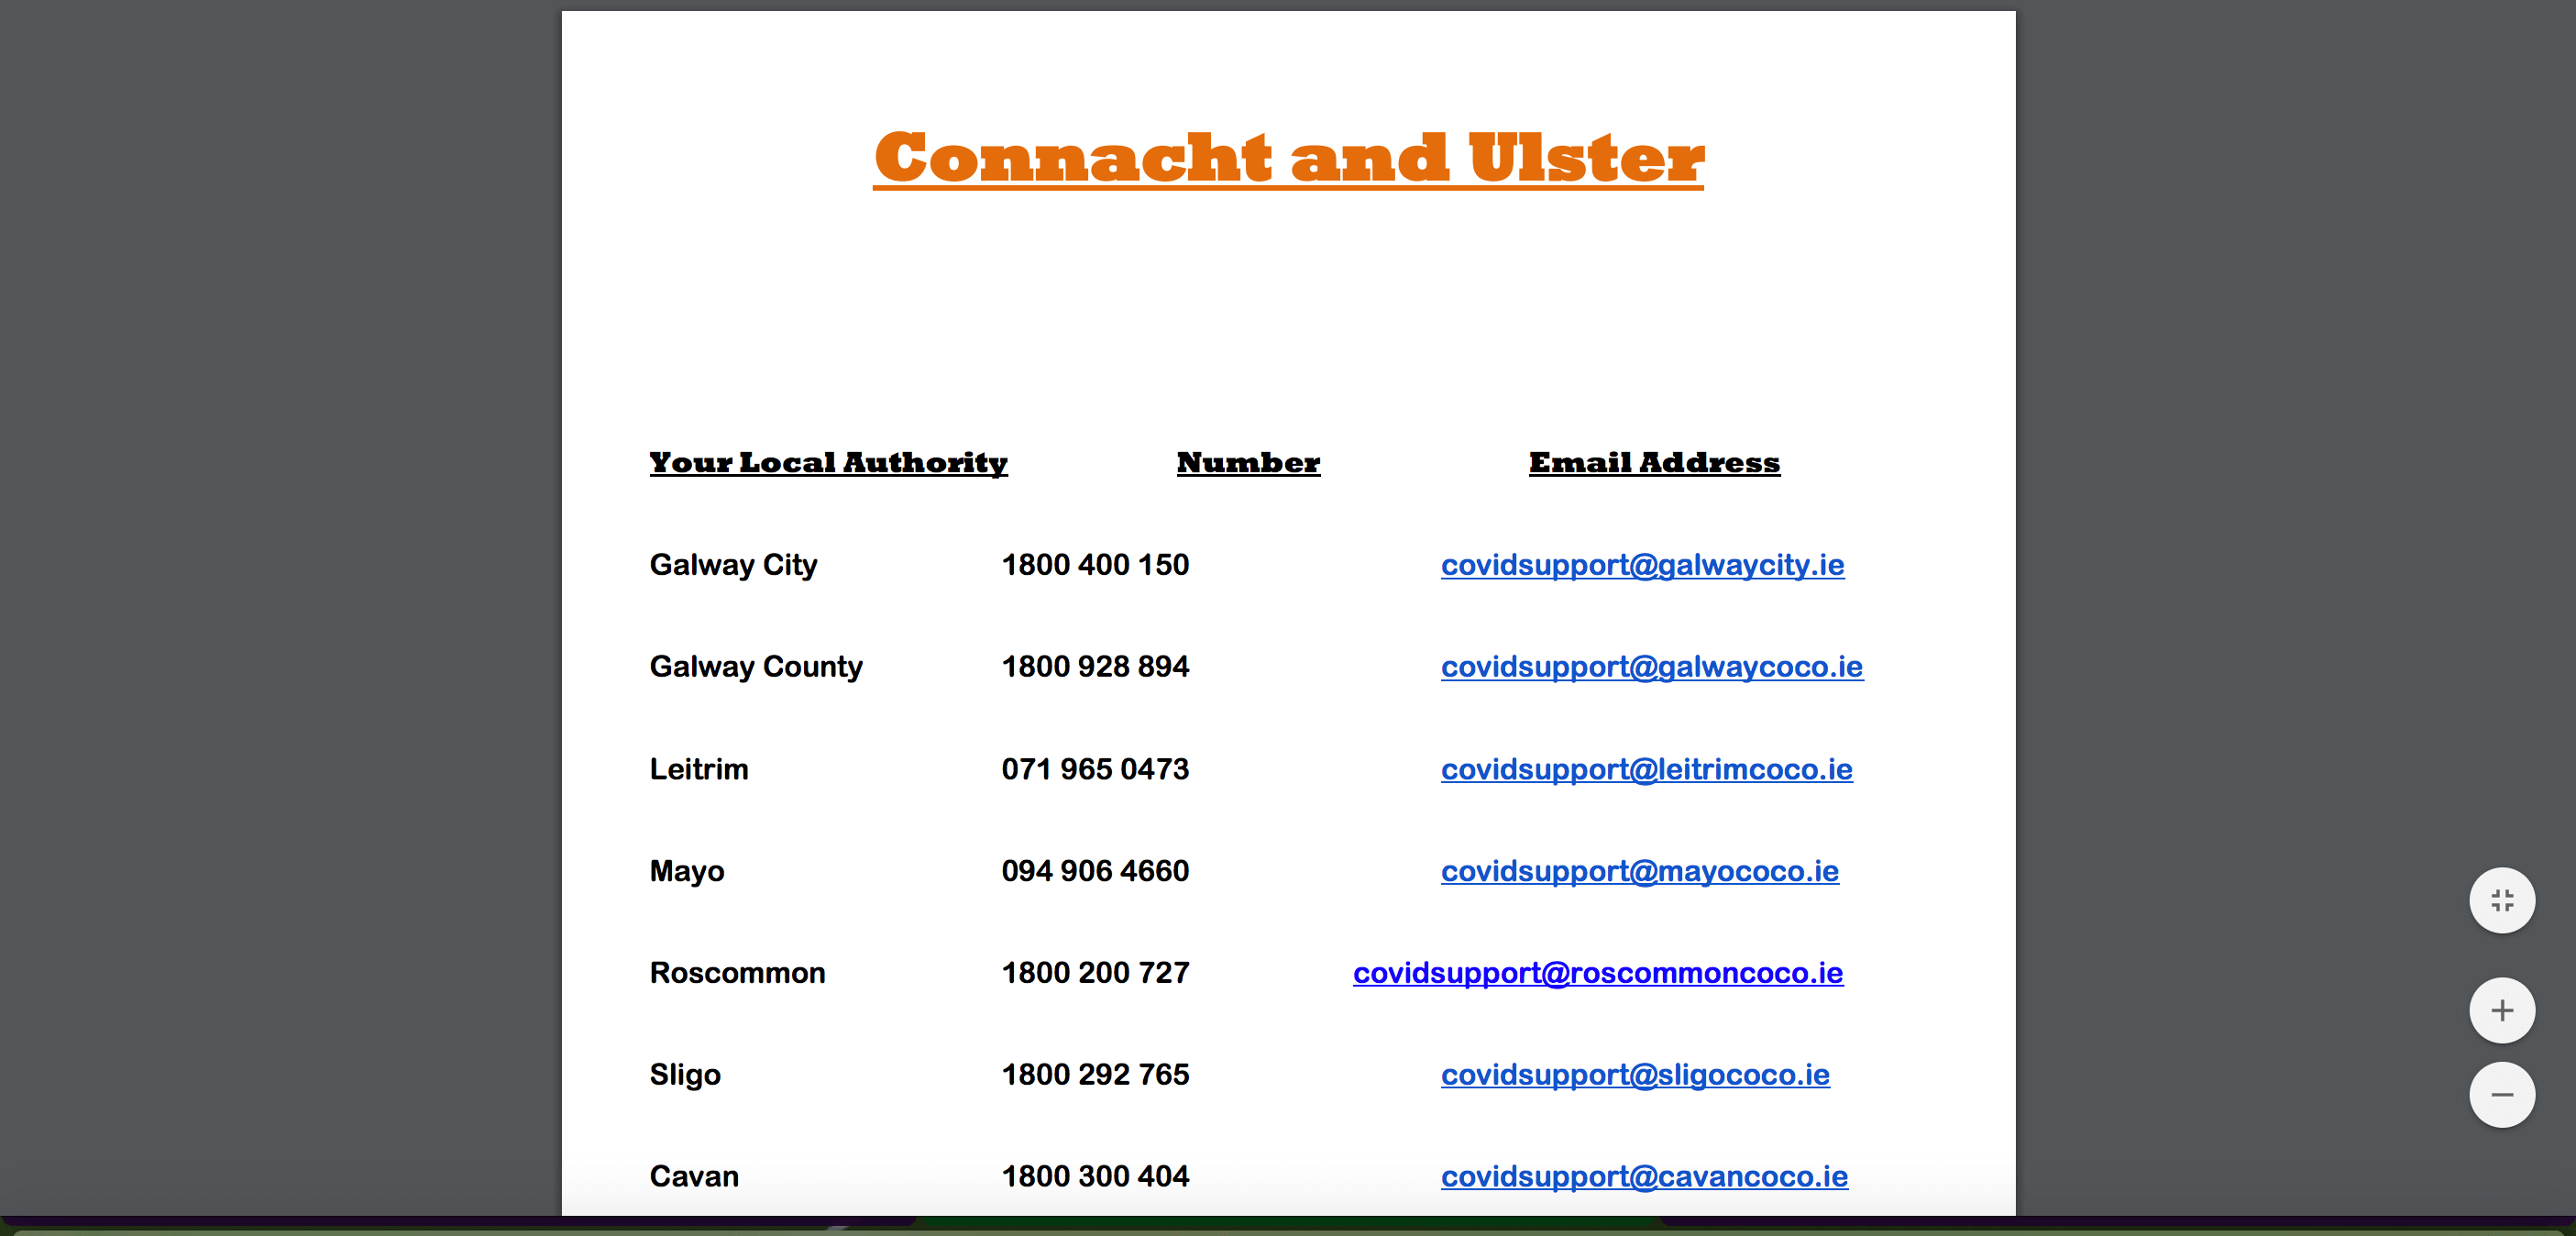 Connacht and Ulster
Your Local Authority Number Email Address
Galway City 1800 400 150 covidsupport@galwaycity.ie
Galway County 1800 928 894 covidsupport@galwaycoco.ie
Leitrim 071 965 0473 covidsupport@leitrimcoco.ie
Mayo 094 906 4660 covidsupport@mayococo.ie
Roscommon 1800 200 727 covidsupport@roscommoncoco.ie
Sligo 1800 292 765 covidsupport@sligococo.ie
Cavan 1800 300 404 covidsupport@cavancoco.ie